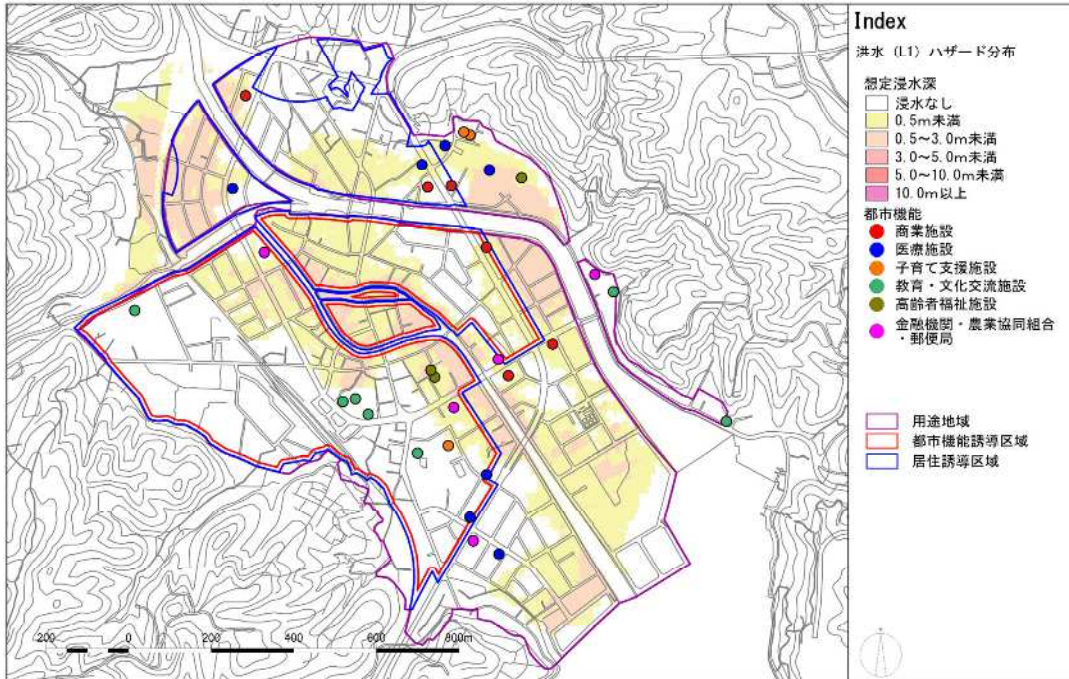 Index
洪水 (L1) ハザード分布
想定浸水深
浸水なし
0.5m未満
0.5~3.0m未満
3.0~5.0m未満
5.0~10.0m未満
10.0m以上
都市機能
商業施設
医療施設
子育て支援施設
教育・文化交流施設
高齢者福祉施設
金融機関・農業協同組合
・郵便局
用途地域
都市機能誘導区域
居住誘導区域
200 0 200 400 600 800m